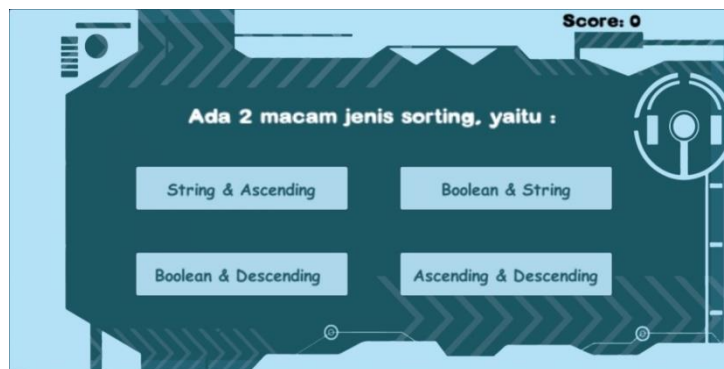 Score: 0
Ada 2 macam jenis sorting, yaitu :
String & Ascending
Boolean & String
Boolean & Descending
Ascending & Descending